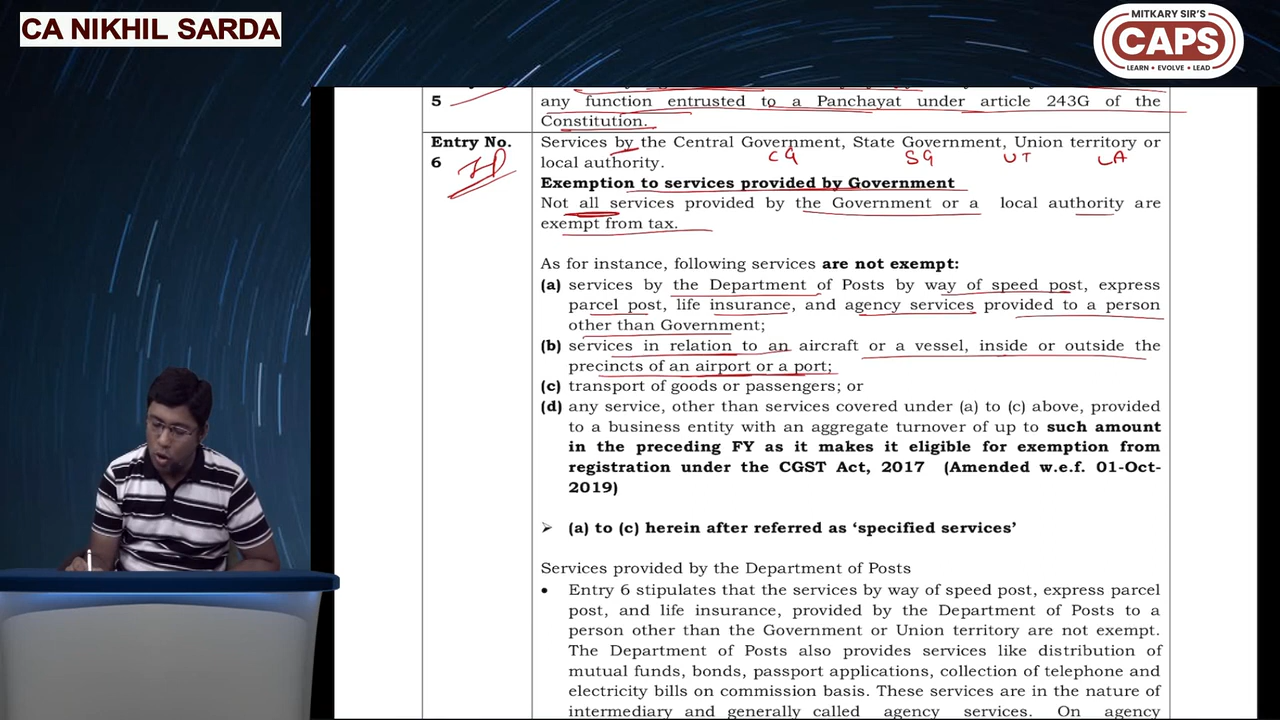 CA NIKHIL SARDA
MITKARY SIR'S
CAPS
LEARN • EVOLVE • LEAD
5
any function entrusted to a Panchayat under article 243G of the
Constitution.
Entry No.
6
Services by the Central Government, State Government, Union territory or
CG SG UT LA
local authority.
Exemption to services provided by Government
Not all services provided by the Government or a local authority are
exempt from tax.
As for instance, following services are not exempt:
(a) services by the Department of Posts by way of speed post, express
parcel post, life insurance, and agency services provided to a person
other than Government;
(b) services in relation to an aircraft or a vessel, inside or outside the
precincts of an airport or a port;
(c) transport of goods or passengers; or
(d) any service, other than services covered under (a) to (c) above, provided
to a business entity with an aggregate turnover of up to such amount
in the preceding FY as it makes it eligible for exemption from
registration under the CGST Act, 2017 (Amended w.e.f. 01-Oct-
2019)
➢ (a) to (c) herein after referred as ‘specified services’
Services provided by the Department of Posts
• Entry 6 stipulates that the services by way of speed post, express parcel
post, and life insurance, provided by the Department of Posts to a
person other than the Government or Union territory are not exempt.
The Department of Posts also provides services like distribution of
mutual funds, bonds, passport applications, collection of telephone and
electricity bills on commission basis. These services are in the nature of
intermediary and generally called agency services. On agency